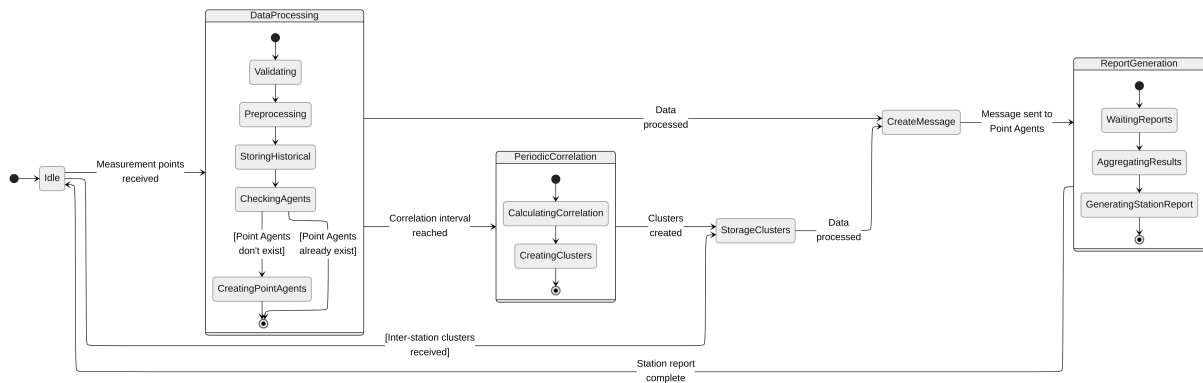 DataProcessing
Validating
Preprocessing
StoringHistorical
CheckingAgents
[Point Agents
don't exist]
[Point Agents
already exist]
CreatingPointAgents
Idle
Measurement points
received
Data
processed
Correlation interval
reached
PeriodicCorrelation
CalculatingCorrelation
CreatingClusters
Clusters
created
StorageClusters
Data
processed
CreateMessage
Message sent to
Point Agents
ReportGeneration
WaitingReports
AggregatingResults
GeneratingStationReport
[Inter-station clusters
received]
Station report
complete